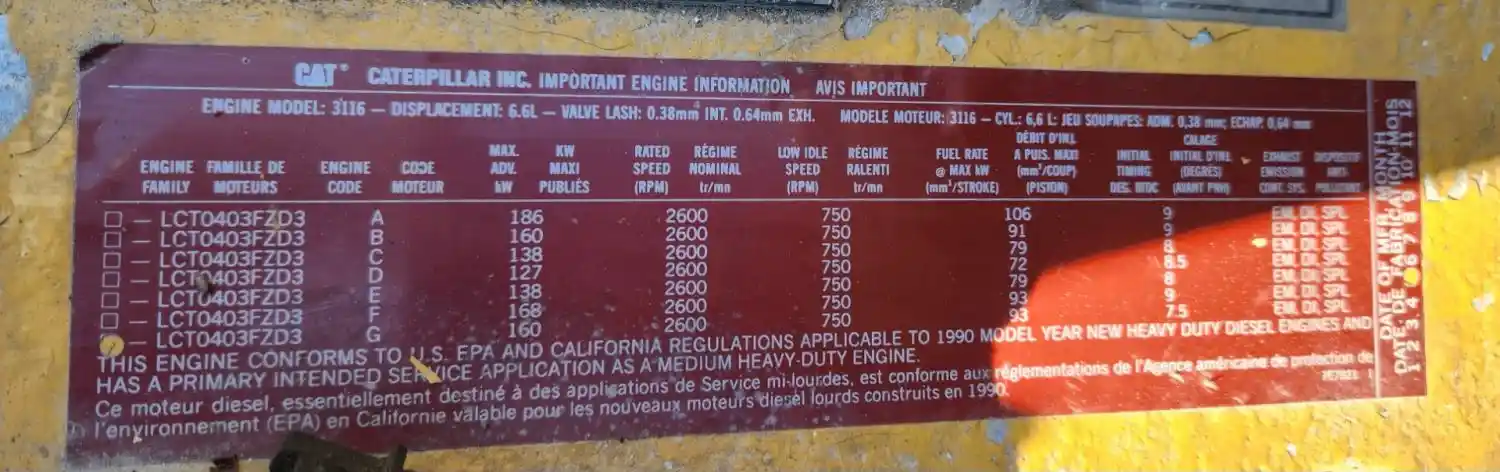 CAT® CATERPILLAR INC. IMPORTANT ENGINE INFORMATION AVIS IMPORTANT
ENGINE MODEL: 3116 — DISPLACEMENT: 6.6L — VALVE LASH: 0.38mm INT. 0.64mm EXH. MODELE MOTEUR: 3116 — CYL.: 6,6 L: JEU SOUPAPES: ADM. 0,38 mm; ECHAP. 0,64 mm
DÉBIT D'INJ. CALAGE
MAX. KW RATED RÉGIME LOW IDLE RÉGIME FUEL RATE A PUIS. MAXI INITIAL INITIAL D'INJ. EXHAUST DISPOSITIF
ENGINE FAMILLE DE ENGINE CODE ADV. MAXI SPEED NOMINAL SPEED RALENTI @ MAX kW (mm³/COUP) TIMING (DEGRÉS) EMISSION ANTI-
FAMILY MOTEURS CODE MOTEUR kW PUBLIÉS (RPM) tr/mn (RPM) tr/mn (mm³/STROKE) (PISTON) DEG. BTDC (AVANT PMH) CONT. SYS. POLLUANT
□ — LCT0403FZD3 A 186 2600 750 106 9 EM, DI, SPL
□ — LCT0403FZD3 B 160 2600 750 91 9 EM, DI, SPL
□ — LCT0403FZD3 C 138 2600 750 79 8 EM, DI, SPL
□ — LCT0403FZD3 D 127 2600 750 72 8.5 EM, DI, SPL
□ — LCT0403FZD3 E 138 2600 750 79 8 EM, DI, SPL
□ — LCT0403FZD3 F 168 2600 750 93 9 EM, DI, SPL
— LCT0403FZD3 G 160 2600 750 93 7.5 EM, DI, SPL
THIS ENGINE CONFORMS TO U.S. EPA AND CALIFORNIA REGULATIONS APPLICABLE TO 1990 MODEL YEAR NEW HEAVY DUTY DIESEL ENGINES AND
HAS A PRIMARY INTENDED SERVICE APPLICATION AS A MEDIUM HEAVY-DUTY ENGINE.
Ce moteur diesel, essentiellement destiné à des applications de Service mi-lourdes, est conforme aux réglementations de l'Agence américaine de protection de
l'environnement (EPA) en Californie valable pour les nouveaux moteurs diesel lourds construits en 1990.
DATE OF MFR. MONTH
DATE DE FABRICATION-MOIS
1 2 3 4 6 7 8 9 10 11 12